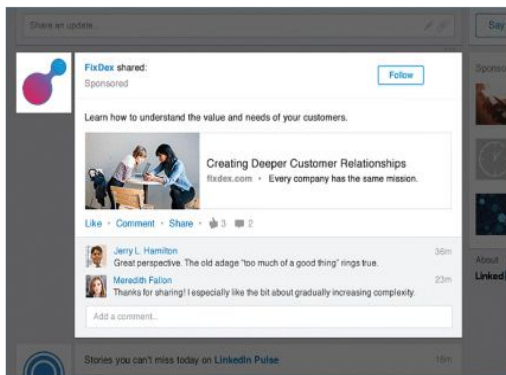 Share an update...
Say
FixDex shared:
Sponsored
Follow
Learn how to understand the value and needs of your customers.
Creating Deeper Customer Relationships
fixdex.com • Every company has the same mission.
Like • Comment • Share • 3 2
Jerry L. Hamilton 36m
Great perspective. The old adage "too much of a good thing" rings true.
Meredith Fallon 23m
Thanks for sharing! I especially like the bit about gradually increasing complexity.
Add a comment...
Sponso
About
Linked
Stories you can't miss today on LinkedIn Pulse 18m